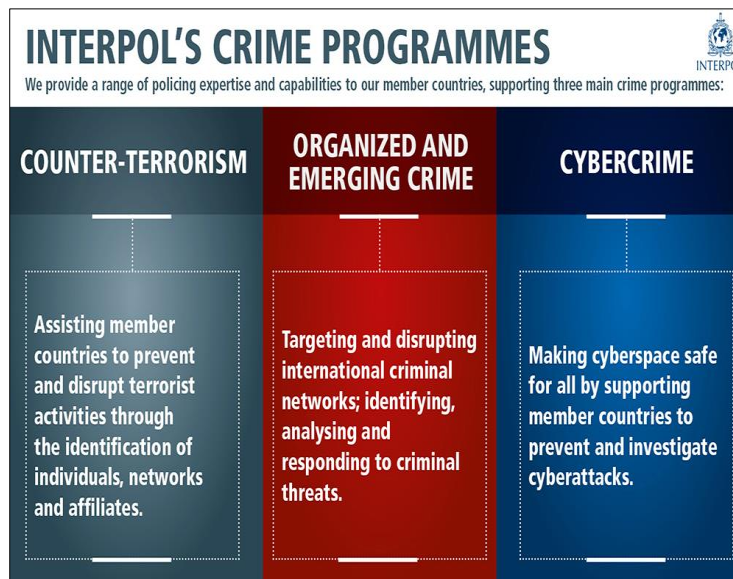 INTERPOL'S CRIME PROGRAMMES
We provide a range of policing expertise and capabilities to our member countries, supporting three main crime programmes:
COUNTER-TERRORISM
Assisting member
countries to prevent
and disrupt terrorist
activities through
the identification of
individuals, networks
and affiliates.
ORGANIZED AND
EMERGING CRIME
Targeting and disrupting
international criminal
networks; identifying,
analysing and
responding to criminal
threats.
CYBERCRIME
Making cyberspace safe
for all by supporting
member countries to
prevent and investigate
cyberattacks.